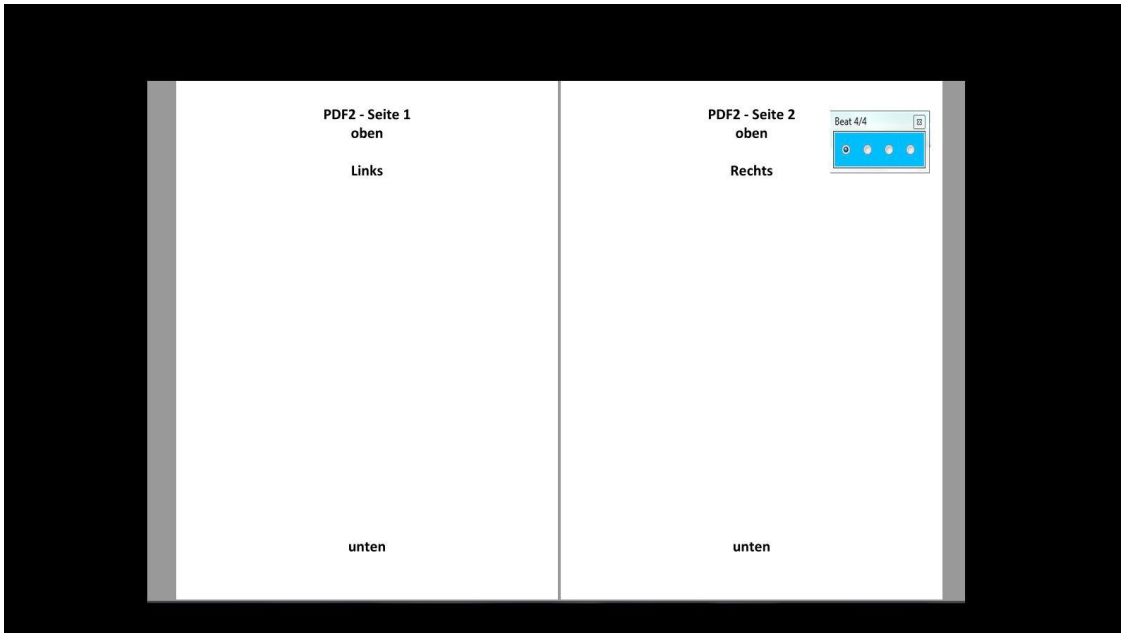 PDF2 - Seite 1
oben
Links
unten
PDF2 - Seite 2
oben
Rechts
unten
Beat 4/4